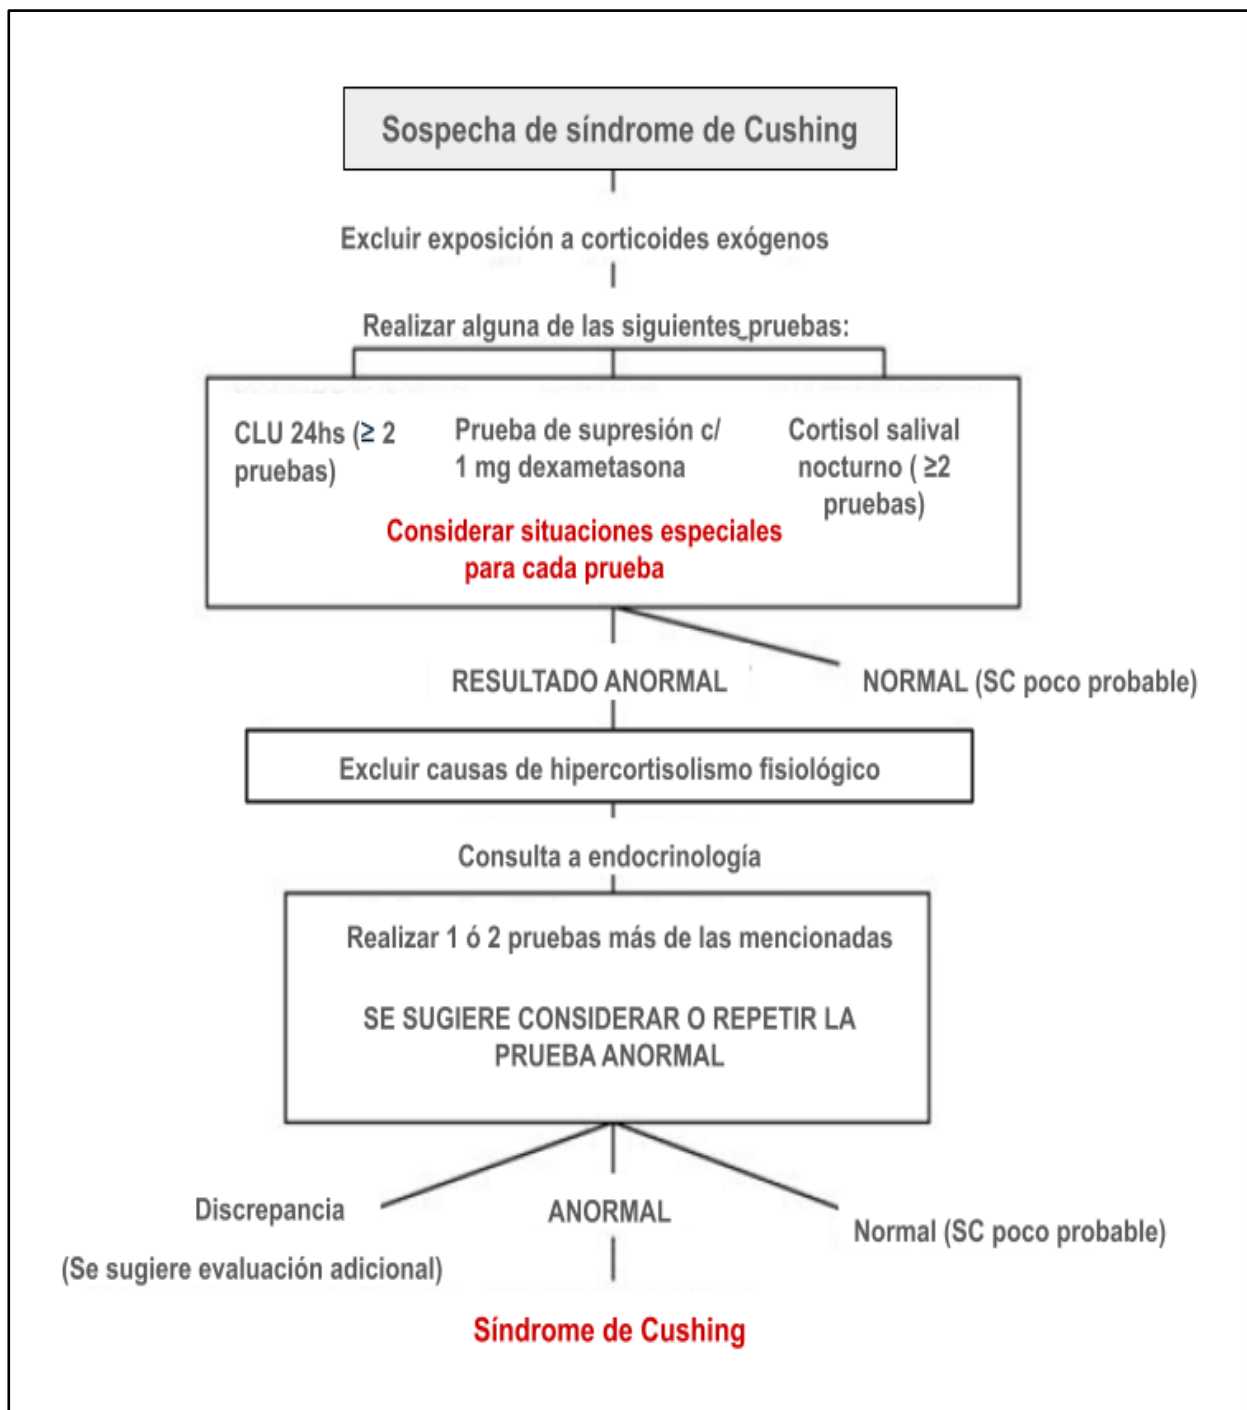 Sospecha de síndrome de Cushing
Excluir exposición a corticoides exógenos
Realizar alguna de las siguientes pruebas:
CLU 24hs (≥ 2
pruebas)
Prueba de supresión c/
1 mg dexametasona
Cortisol salival
nocturno ( ≥2
pruebas)
Considerar situaciones especiales
para cada prueba
RESULTADO ANORMAL
NORMAL (SC poco probable)
Excluir causas de hipercortisolismo fisiológico
Consulta a endocrinología
Realizar 1 ó 2 pruebas más de las mencionadas
SE SUGIERE CONSIDERAR O REPETIR LA
PRUEBA ANORMAL
Discrepancia
(Se sugiere evaluación adicional)
ANORMAL
Normal (SC poco probable)
Síndrome de Cushing